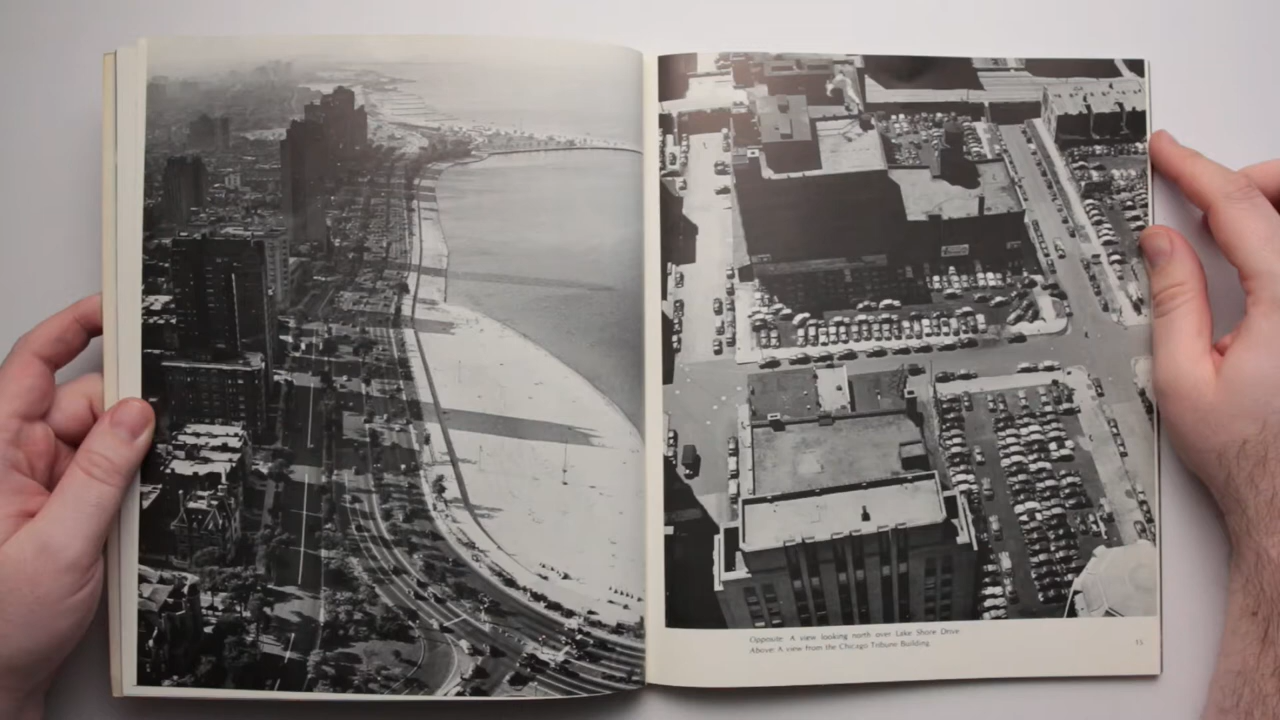 Opposite: A view looking north over Lake Shore Drive.
Above: A view from the Chicago Tribune Building.